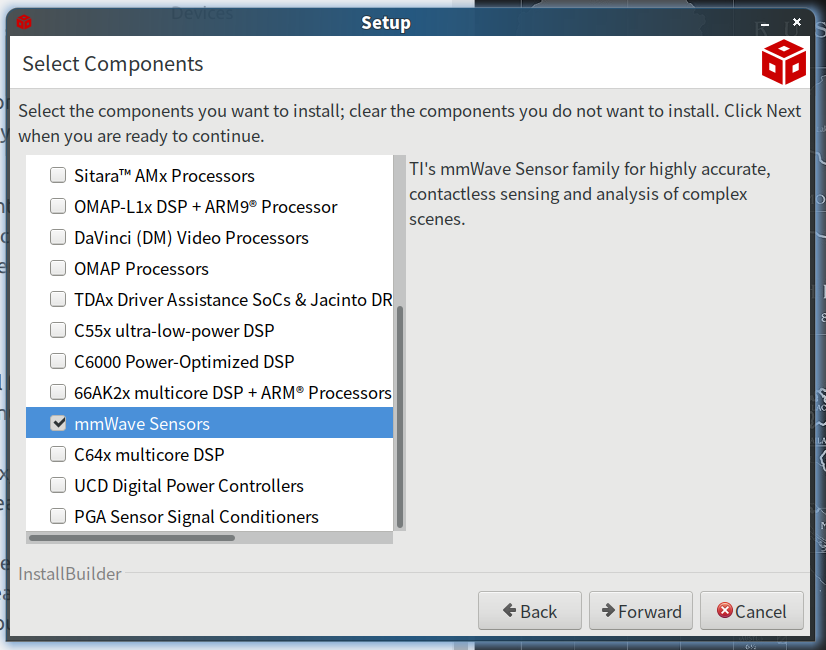 Devices
Setup
Select Components
Select the components you want to install; clear the components you do not want to install. Click Next
when you are ready to continue.
Sitara™ AMx Processors
OMAP-L1x DSP + ARM9® Processor
DaVinci (DM) Video Processors
OMAP Processors
TDAx Driver Assistance SoCs & Jacinto DR
C55x ultra-low-power DSP
C6000 Power-Optimized DSP
66AK2x multicore DSP + ARM® Processors
mmWave Sensors
C64x multicore DSP
UCD Digital Power Controllers
PGA Sensor Signal Conditioners
TI's mmWave Sensor family for highly accurate,
contactless sensing and analysis of complex
scenes.
InstallBuilder
Back
Forward
Cancel